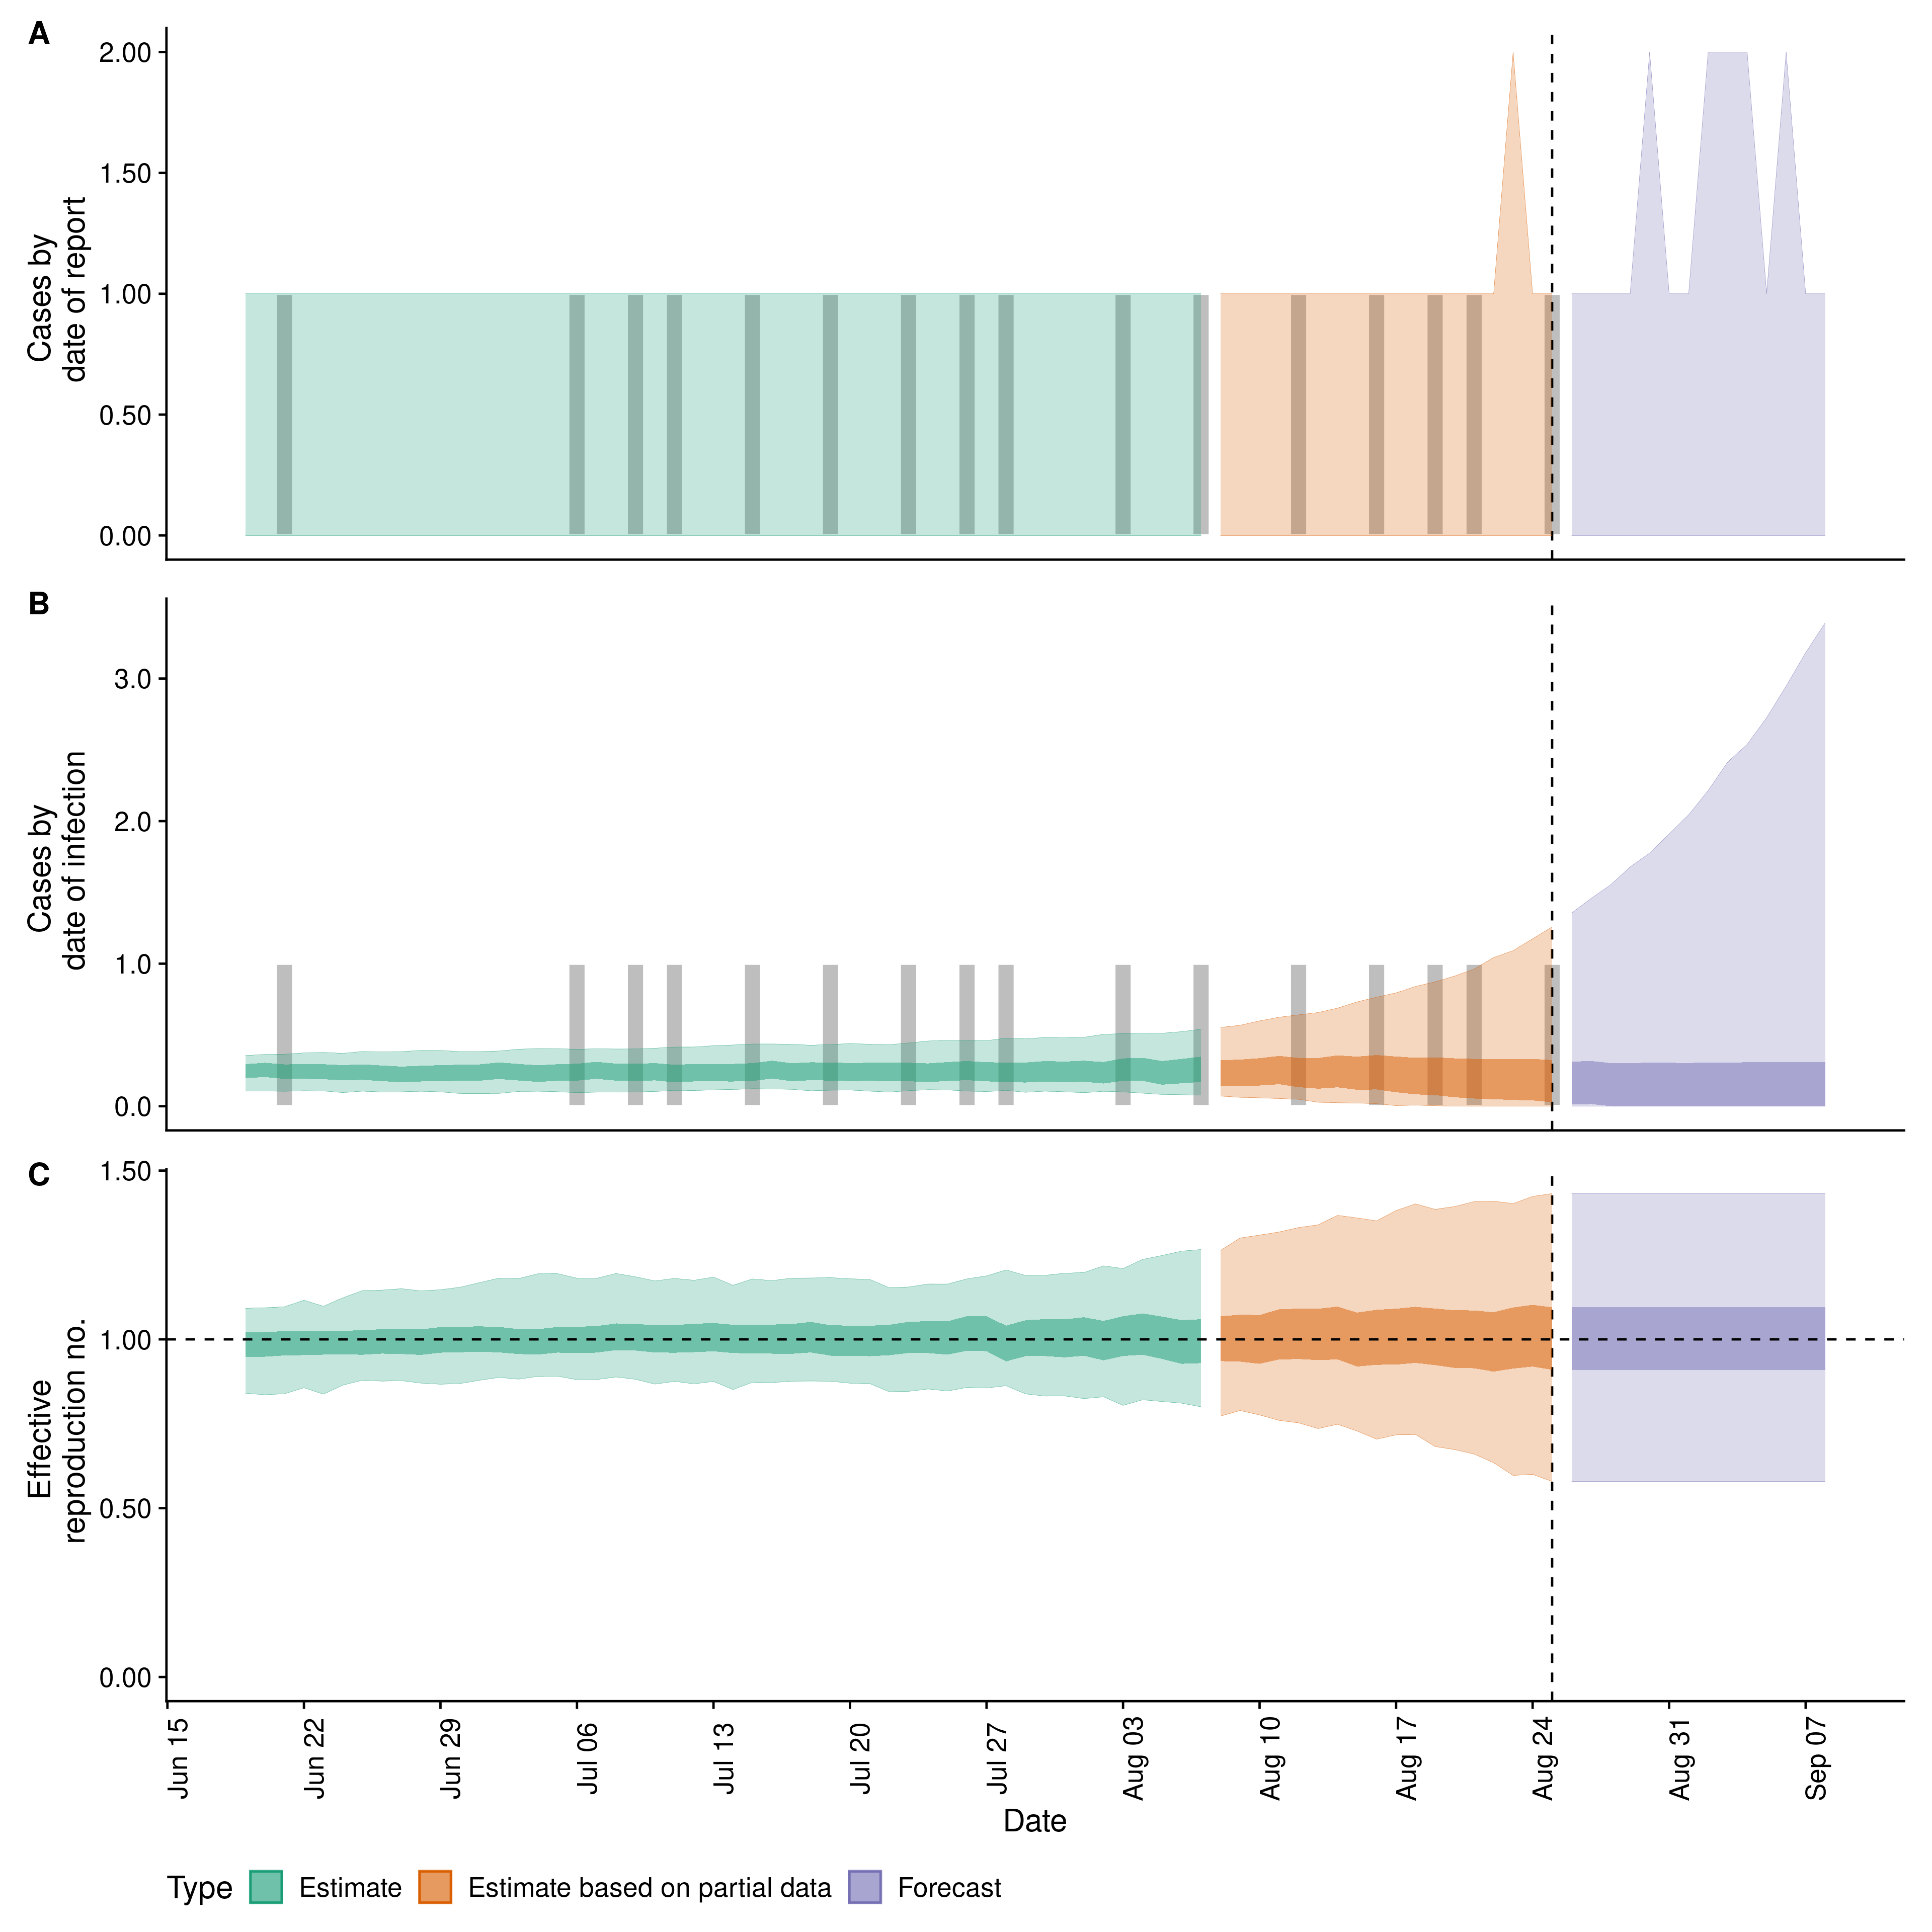 A
2.00
1.50
1.00
0.50
0.00
Cases by
date of report
B
3.0
2.0
1.0
0.0
Cases by
date of infection
C
1.50
1.00
0.50
0.00
Effective
reproduction no.
Jun 15
Jun 22
Jun 29
Jul 06
Jul 13
Jul 20
Jul 27
Aug 03
Aug 10
Aug 17
Aug 24
Aug 31
Sep 07
Date
Type Estimate Estimate based on partial data Forecast